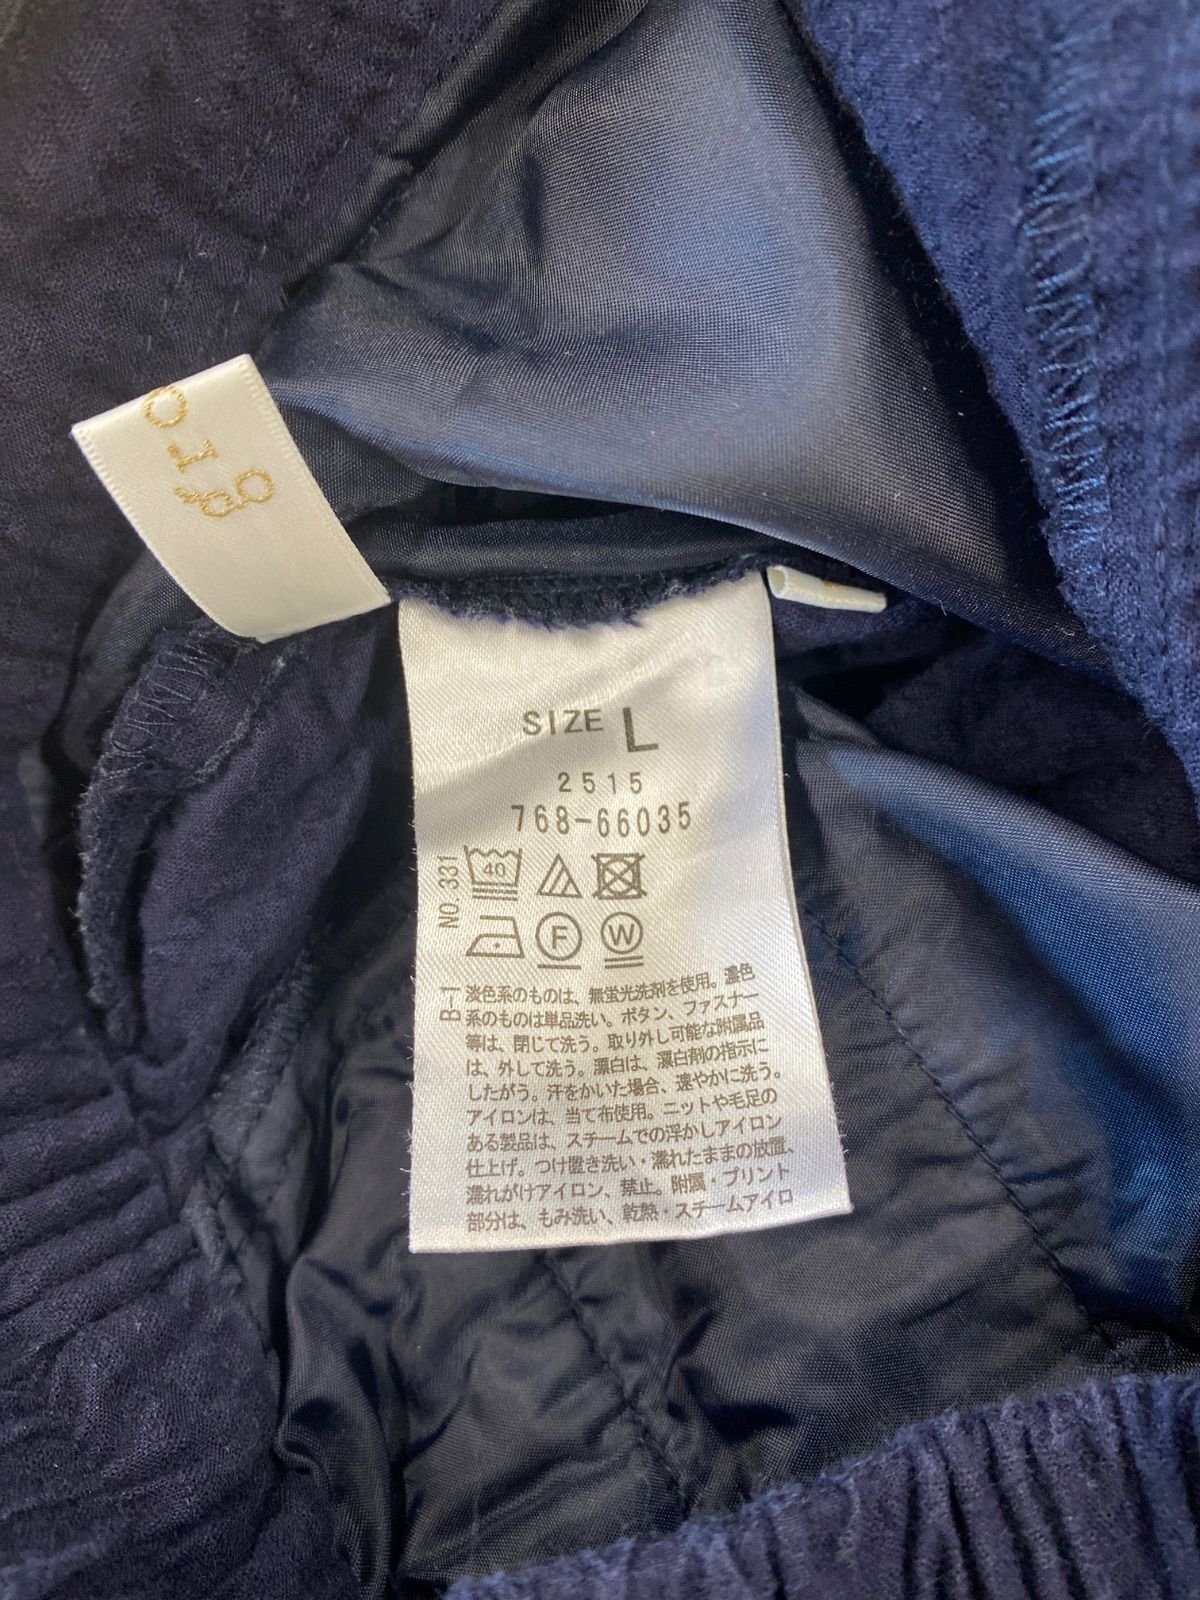 gro
SIZE L
2515
768-66035
NO. 331
40
F W
B-1
淡色系のものは、無蛍光洗剤を使用。濃色
系のものは単品洗い。ボタン、ファスナー
等は、閉じて洗う。取り外し可能な附属品
は、外して洗う。漂白は、漂白剤の指示に
したがう。汗をかいた場合、速やかに洗う。
アイロンは、当て布使用。ニットや毛足の
ある製品は、スチームでの浮かしアイロン
仕上げ。つけ置き洗い・濡れたままの放置、
濡れがけアイロン、禁止。附属・プリント
部分は、もみ洗い、乾熱・スチームアイロ